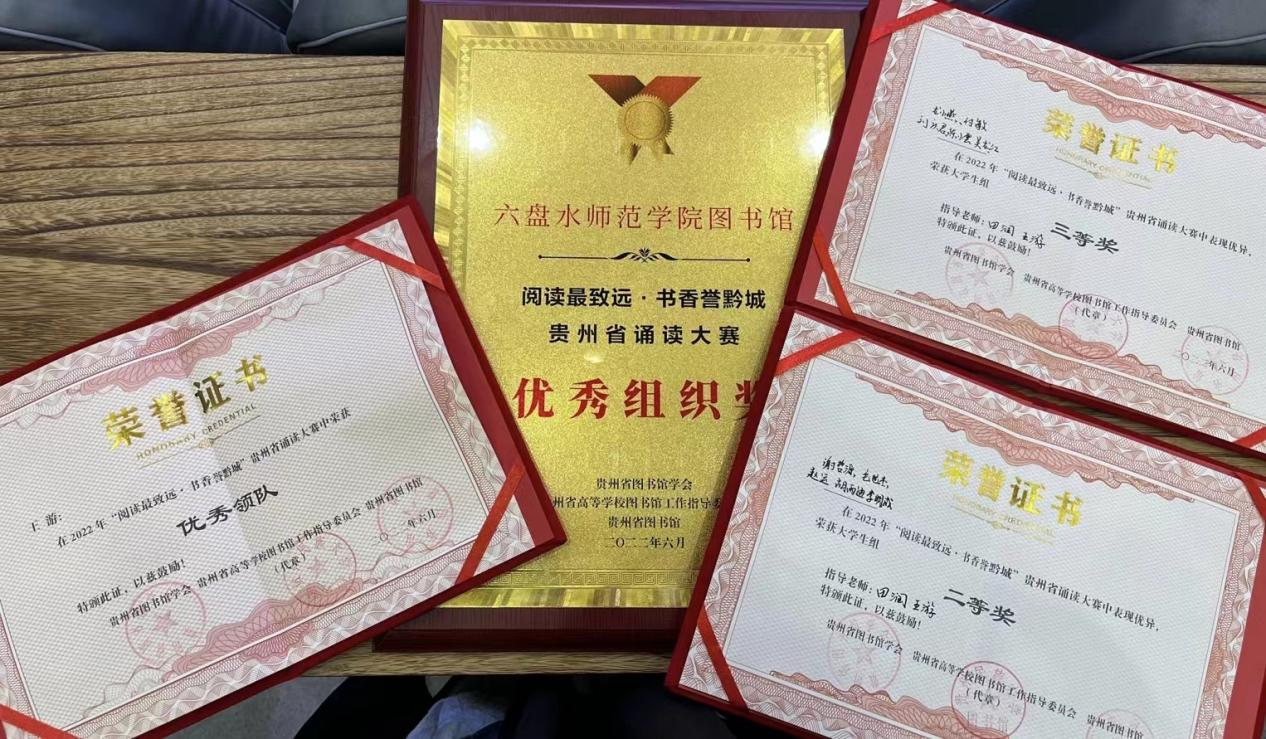 六盘水师范学院图书馆
阅读最致远·书香誉黔城
贵州省诵读大赛
优秀组织奖
贵州省图书馆学会
州省高等学校图书馆工作指导委
贵州省图书馆
二〇二二年六月
荣誉证书
HONORARY CREDENTIAL
王游:
在2022年“阅读最致远·书香誉黔城”贵州省诵读大赛中荣获
优秀领队
特颁此证，以兹鼓励!
贵州省图书馆学会 贵州省高等学校图书馆工作指导委员会 贵州省图书馆
(代章)
二年六月
荣誉证书
HONORARY CREDENTIAL
在2022年“阅读最致远·书香誉黔城”贵州省诵读大赛中表现优异，
荣获大学生组
三等奖
指导老师:田润 王游
特颁此证，以兹鼓励!
贵州省图书馆学会 贵州省高等学校图书馆工作指导委员会 贵州省图书馆
(代章)
二〇二二年六月
荣誉证书
HONORARY CREDENTIAL
在2022年“阅读最致远·书香誉黔城”贵州省诵读大赛中表现优异，
荣获大学生组
二等奖
指导老师:田润 王游
特颁此证，以兹鼓励!
贵州省图书馆学会 贵州省高等学校图书馆工作指导委员会 贵州省图书馆
(代章)